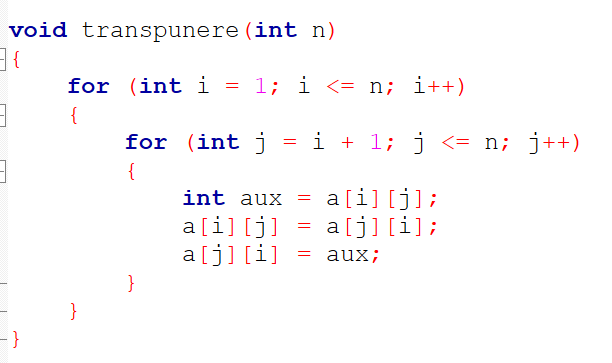 void transpunere(int n)
{
for (int i = 1; i <= n; i++)
{
for (int j = i + 1; j <= n; j++)
{
int aux = a[i][j];
a[i][j] = a[j][i];
a[j][i] = aux;
}
}
}